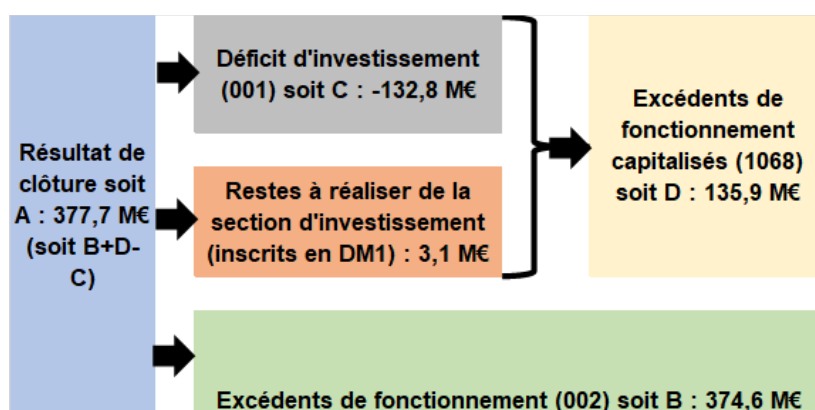 Résultat de
clôture soit
A : 377,7 M€
(soit B+D-
C)
Déficit d'investissement
(001) soit C : -132,8 M€
Restes à réaliser de la
section d'investissement
(inscrits en DM1) : 3,1 M€
Excédents de
fonctionnement
capitalisés (1068)
soit D : 135,9 M€
Excédents de fonctionnement (002) soit B : 374,6 M€